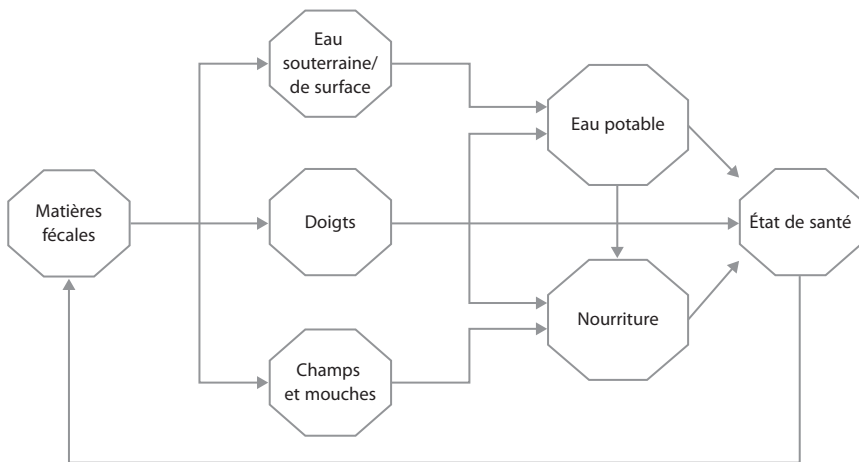 Eau
souterraine/
de surface
Eau potable
Matières
fécales
Doigts
État de santé
Nourriture
Champs
et mouches